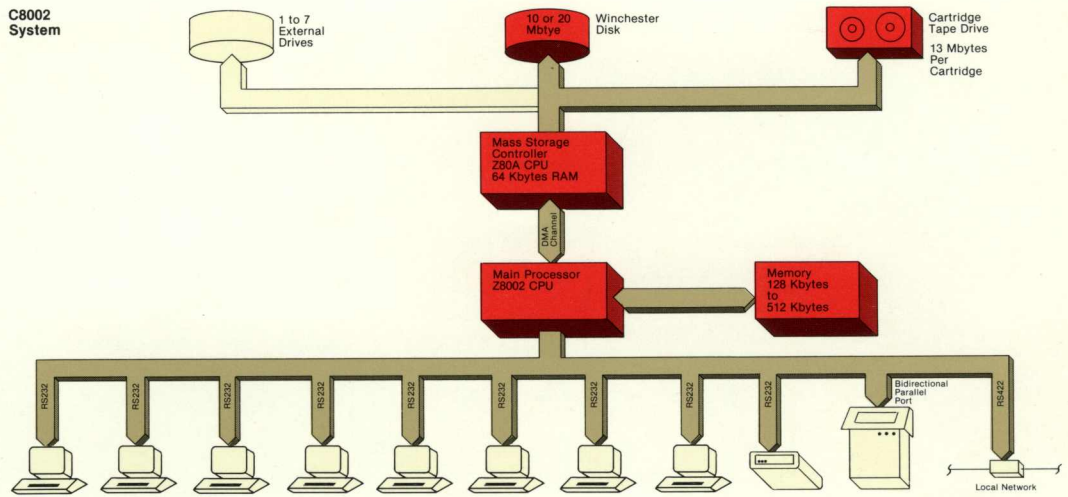 C8002
System
1 to 7
External
Drives
10 or 20
Mbtye
Winchester
Disk
Cartridge
Tape Drive
13 Mbytes
Per
Cartridge
Mass Storage
Controller
Z80A CPU
64 Kbytes RAM
DMA
Channel
Main Processor
Z8002 CPU
Memory
128 Kbytes
to
512 Kbytes
RS232
RS232
RS232
RS232
RS232
RS232
RS232
RS232
RS232
Bidirectional
Parallel
Port
RS422
Local Network